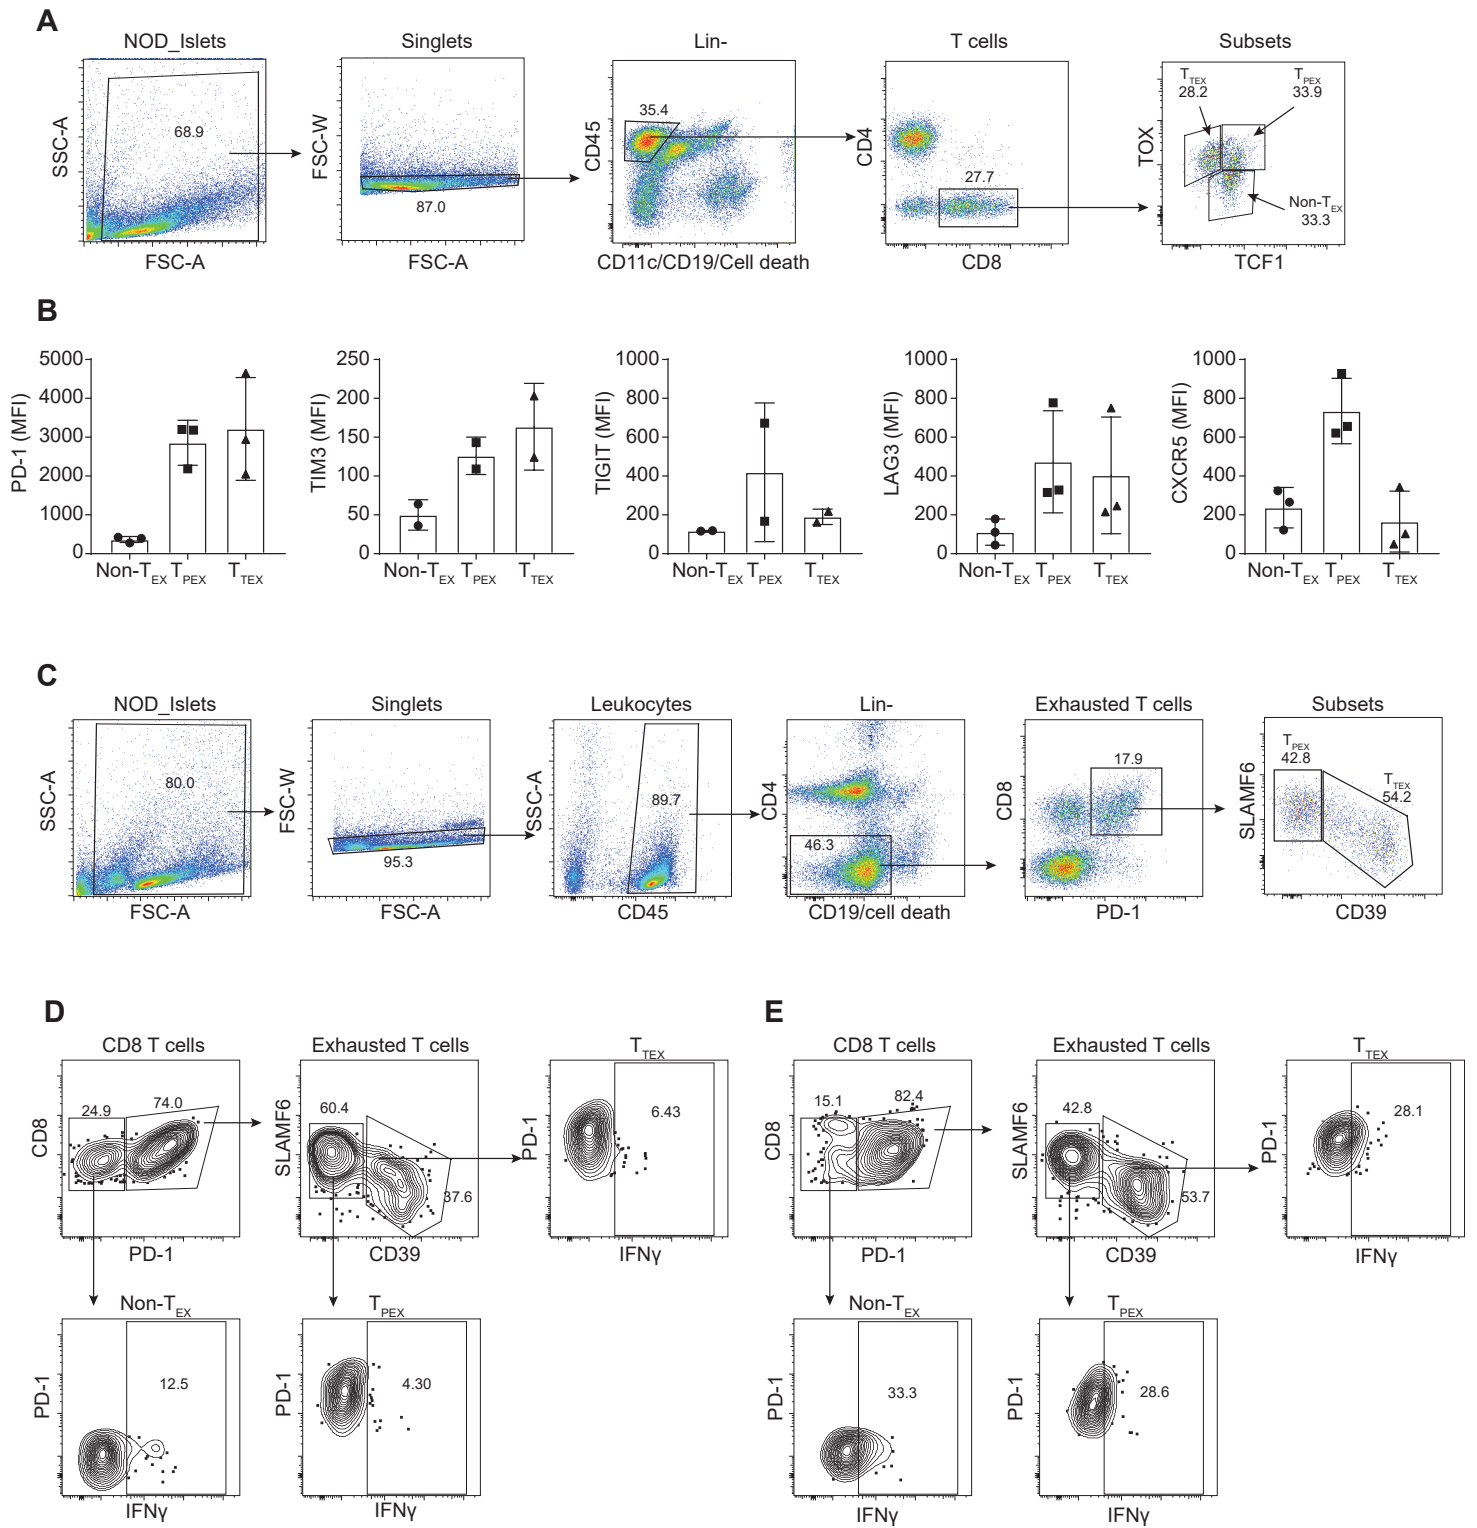 A
NOD_Islets
Singlets
Lin-
T cells
Subsets
SSC-A
68.9
FSC-A
FSC-W
87.0
FSC-A
CD45
35.4
CD11c/CD19/Cell death
CD4
27.7
CD8
TOX
TTEX
28.2
TPEX
33.9
Non-TEX
33.3
TCF1
B
PD-1 (MFI)
5000
4000
3000
2000
1000
0
Non-TEX TPEX TTEX
TIM3 (MFI)
250
200
150
100
50
0
Non-TEX TPEX TTEX
TIGIT (MFI)
1000
800
600
400
200
0
Non-TEX TPEX TTEX
LAG3 (MFI)
1000
800
600
400
200
0
Non-TEX TPEX TTEX
CXCR5 (MFI)
1000
800
600
400
200
0
Non-TEX TPEX TTEX
C
NOD_Islets
Singlets
Leukocytes
Lin-
Exhausted T cells
Subsets
SSC-A
80.0
FSC-A
FSC-W
95.3
FSC-A
SSC-A
89.7
CD45
CD4
46.3
CD19/cell death
CD8
17.9
PD-1
SLAMF6
TPEX
42.8
TTEX
54.2
CD39
D
CD8 T cells
Exhausted T cells
TTEX
CD8
24.9
74.0
PD-1
SLAMF6
60.4
37.6
CD39
PD-1
6.43
IFNγ
Non-TEX
TPEX
PD-1
12.5
IFNγ
PD-1
4.30
IFNγ
E
CD8 T cells
Exhausted T cells
TTEX
CD8
15.1
82.4
PD-1
SLAMF6
42.8
53.7
CD39
PD-1
28.1
IFNγ
Non-TEX
TPEX
PD-1
33.3
IFNγ
PD-1
28.6
IFNγ